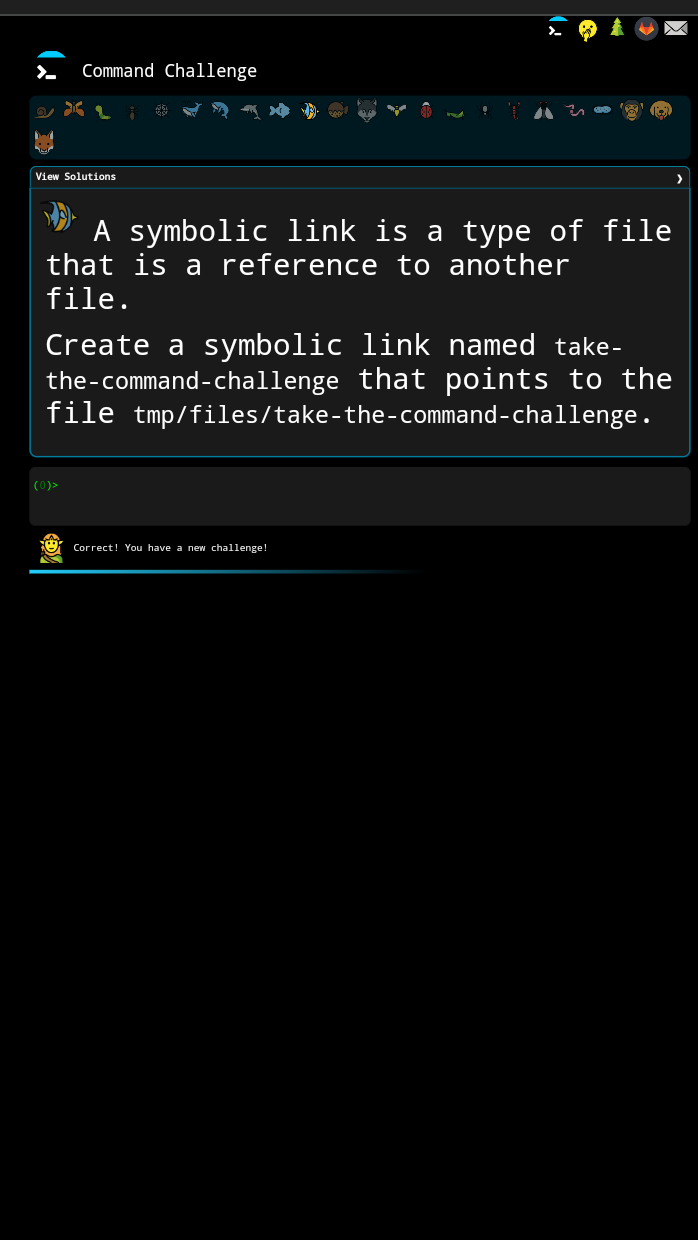 Command Challenge
View Solutions
A symbolic link is a type of file
that is a reference to another
file.
Create a symbolic link named take-
the-command-challenge that points to the
file tmp/files/take-the-command-challenge.
(0)>
Correct! You have a new challenge!